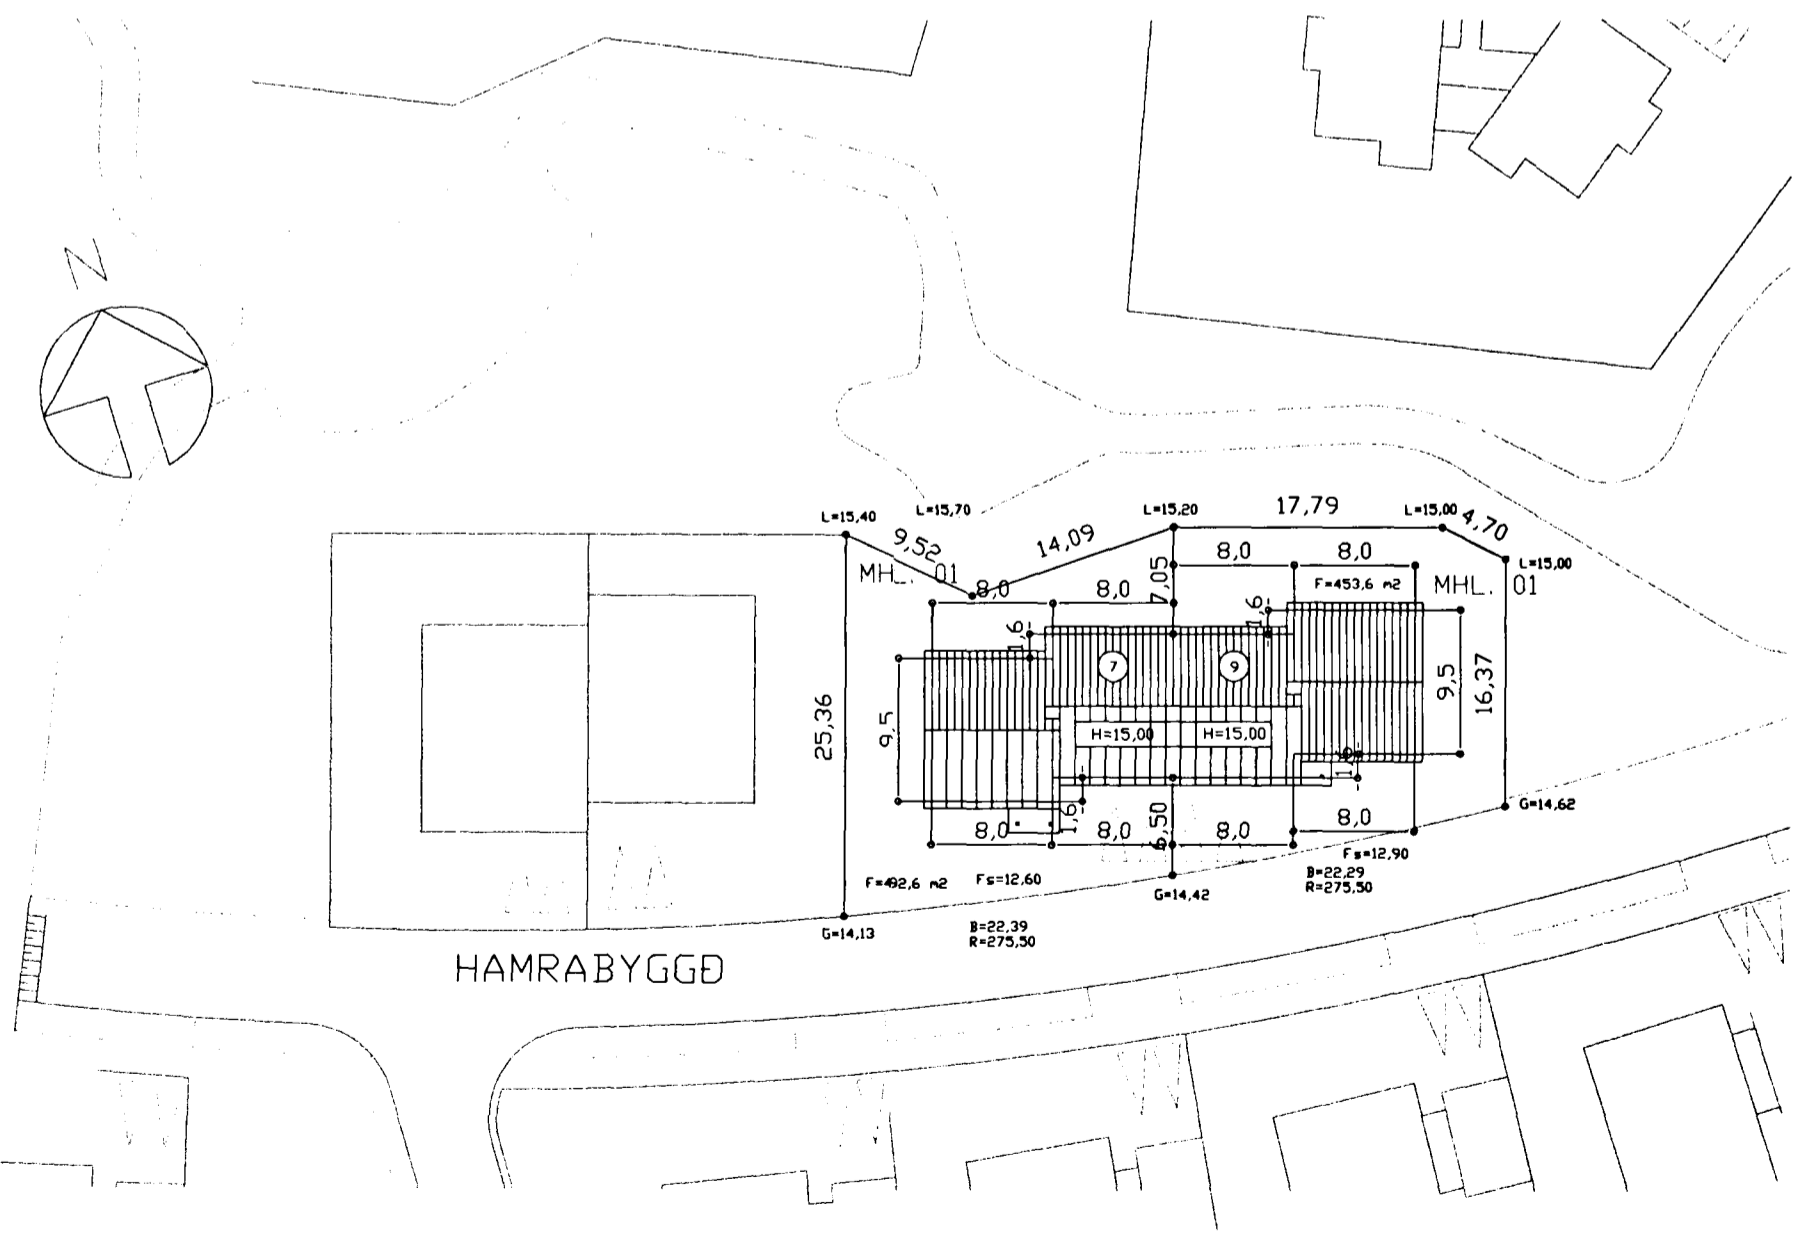 N
L=15,40
L=15,70
L=15,20
17,79
L=15,00
4,70
9,52
14,09
8,0
8,0
L=15,00
MHL. 01
8,0
8,0
7,05
F=453,6 m2
MHL. 01
1,6
1,6
7
9
25,36
9,5
9,5
16,37
H=15,00
H=15,00
1,6
1,6
6,50
8,0
8,0
8,0
8,0
G=14,62
Fs=12,90
F=492,6 m2
Fs=12,60
B=22,29
R=275,50
G=14,42
G=14,13
B=22,39
R=275,50
HAMRABYGGÐ